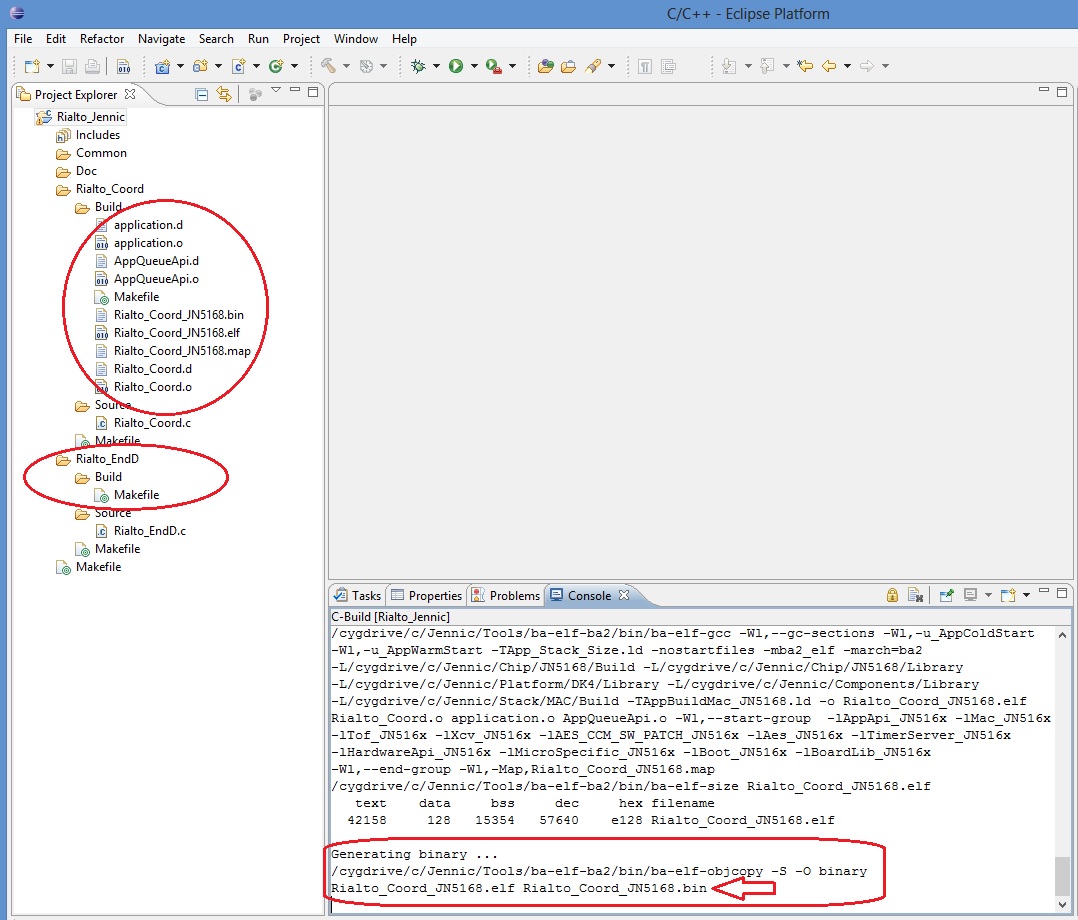 C/C++ - Eclipse Platform
File Edit Refactor Navigate Search Run Project Window Help
Project Explorer
Rialto_Jennic
Includes
Common
Doc
Rialto_Coord
Build
application.d
application.o
AppQueueApi.d
AppQueueApi.o
Makefile
Rialto_Coord_JN5168.bin
Rialto_Coord_JN5168.elf
Rialto_Coord_JN5168.map
Rialto_Coord.d
Rialto_Coord.o
Source
Rialto_Coord.c
Makefile
Rialto_EndD
Build
Makefile
Source
Rialto_EndD.c
Makefile
Makefile
Tasks Properties Problems Console
C-Build [Rialto_Jennic]
/cygdrive/c/Jennic/Tools/ba-elf-ba2/bin/ba-elf-gcc -Wl,--gc-sections -Wl,-u_AppColdStart
-Wl,-u_AppWarmStart -TApp_Stack_Size.ld -nostartfiles -mba2_elf -march=ba2
-L/cygdrive/c/Jennic/Chip/JN5168/Build -L/cygdrive/c/Jennic/Chip/JN5168/Library
-L/cygdrive/c/Jennic/Platform/DK4/Library -L/cygdrive/c/Jennic/Components/Library
-L/cygdrive/c/Jennic/Stack/MAC/Build -TAppBuildMac_JN5168.ld -o Rialto_Coord_JN5168.elf
Rialto_Coord.o application.o AppQueueApi.o -Wl,--start-group -lAppApi_JN516x -lMac_JN516x
-lTof_JN516x -lXcv_JN516x -lAES_CCM_SW_PATCH_JN516x -lAes_JN516x -lTimerServer_JN516x
-lHardwareApi_JN516x -lMicroSpecific_JN516x -lBoot_JN516x -lBoardLib_JN516x
-Wl,--end-group -Wl,-Map,Rialto_Coord_JN5168.map
/cygdrive/c/Jennic/Tools/ba-elf-ba2/bin/ba-elf-size Rialto_Coord_JN5168.elf
text data bss dec hex filename
42158 128 15354 57640 e128 Rialto_Coord_JN5168.elf
Generating binary ...
/cygdrive/c/Jennic/Tools/ba-elf-ba2/bin/ba-elf-objcopy -S -O binary
Rialto_Coord_JN5168.elf Rialto_Coord_JN5168.bin